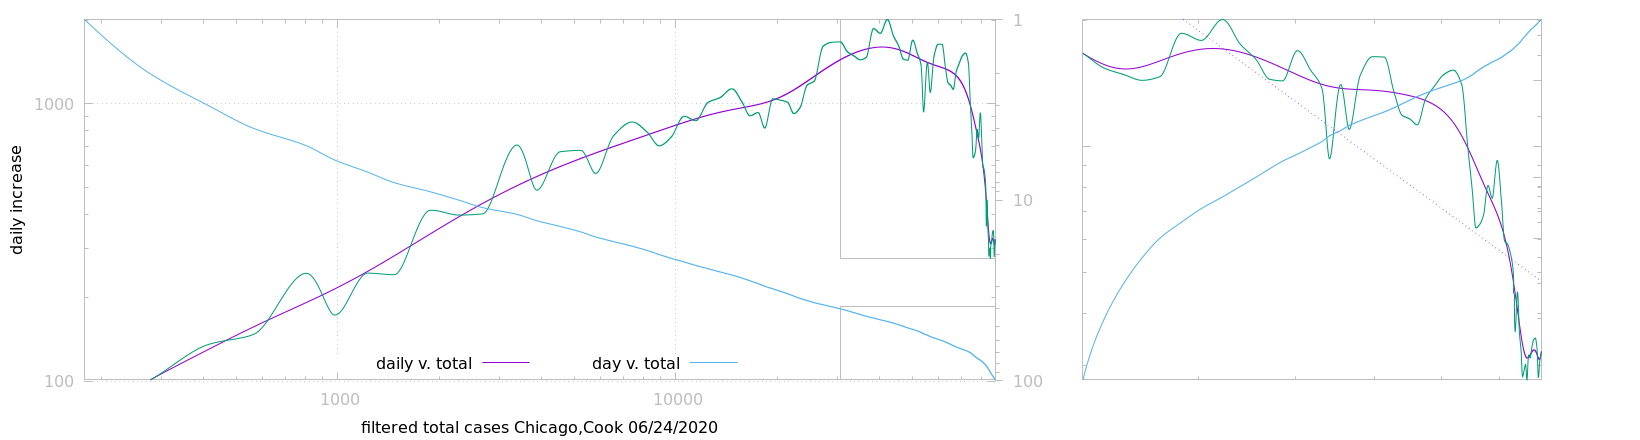 1
1000
10
daily increase
daily v. total
day v. total
100
100
1000
10000
filtered total cases Chicago,Cook 06/24/2020